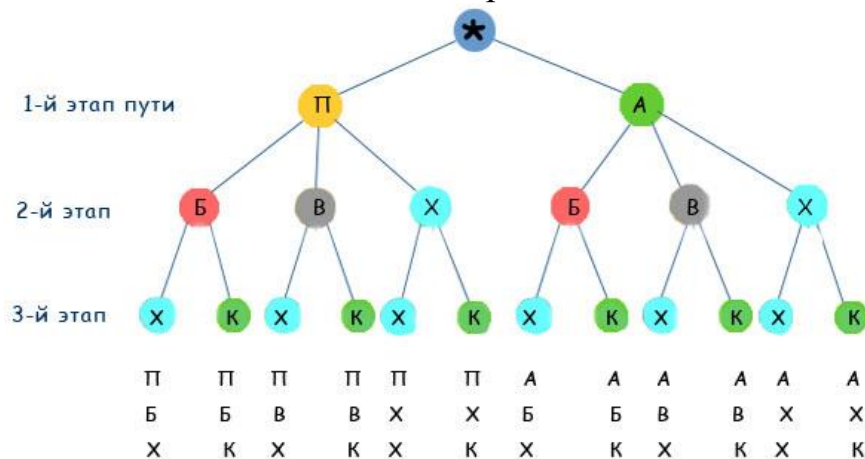 *
1-й этап пути П А
2-й этап Б В Х Б В Х
3-й этап Х К Х К Х К Х К Х К Х К
П П П П П П А А А А А А
Б Б В В Х Х Б Б В В Х Х
Х К Х К Х К Х К Х К Х К